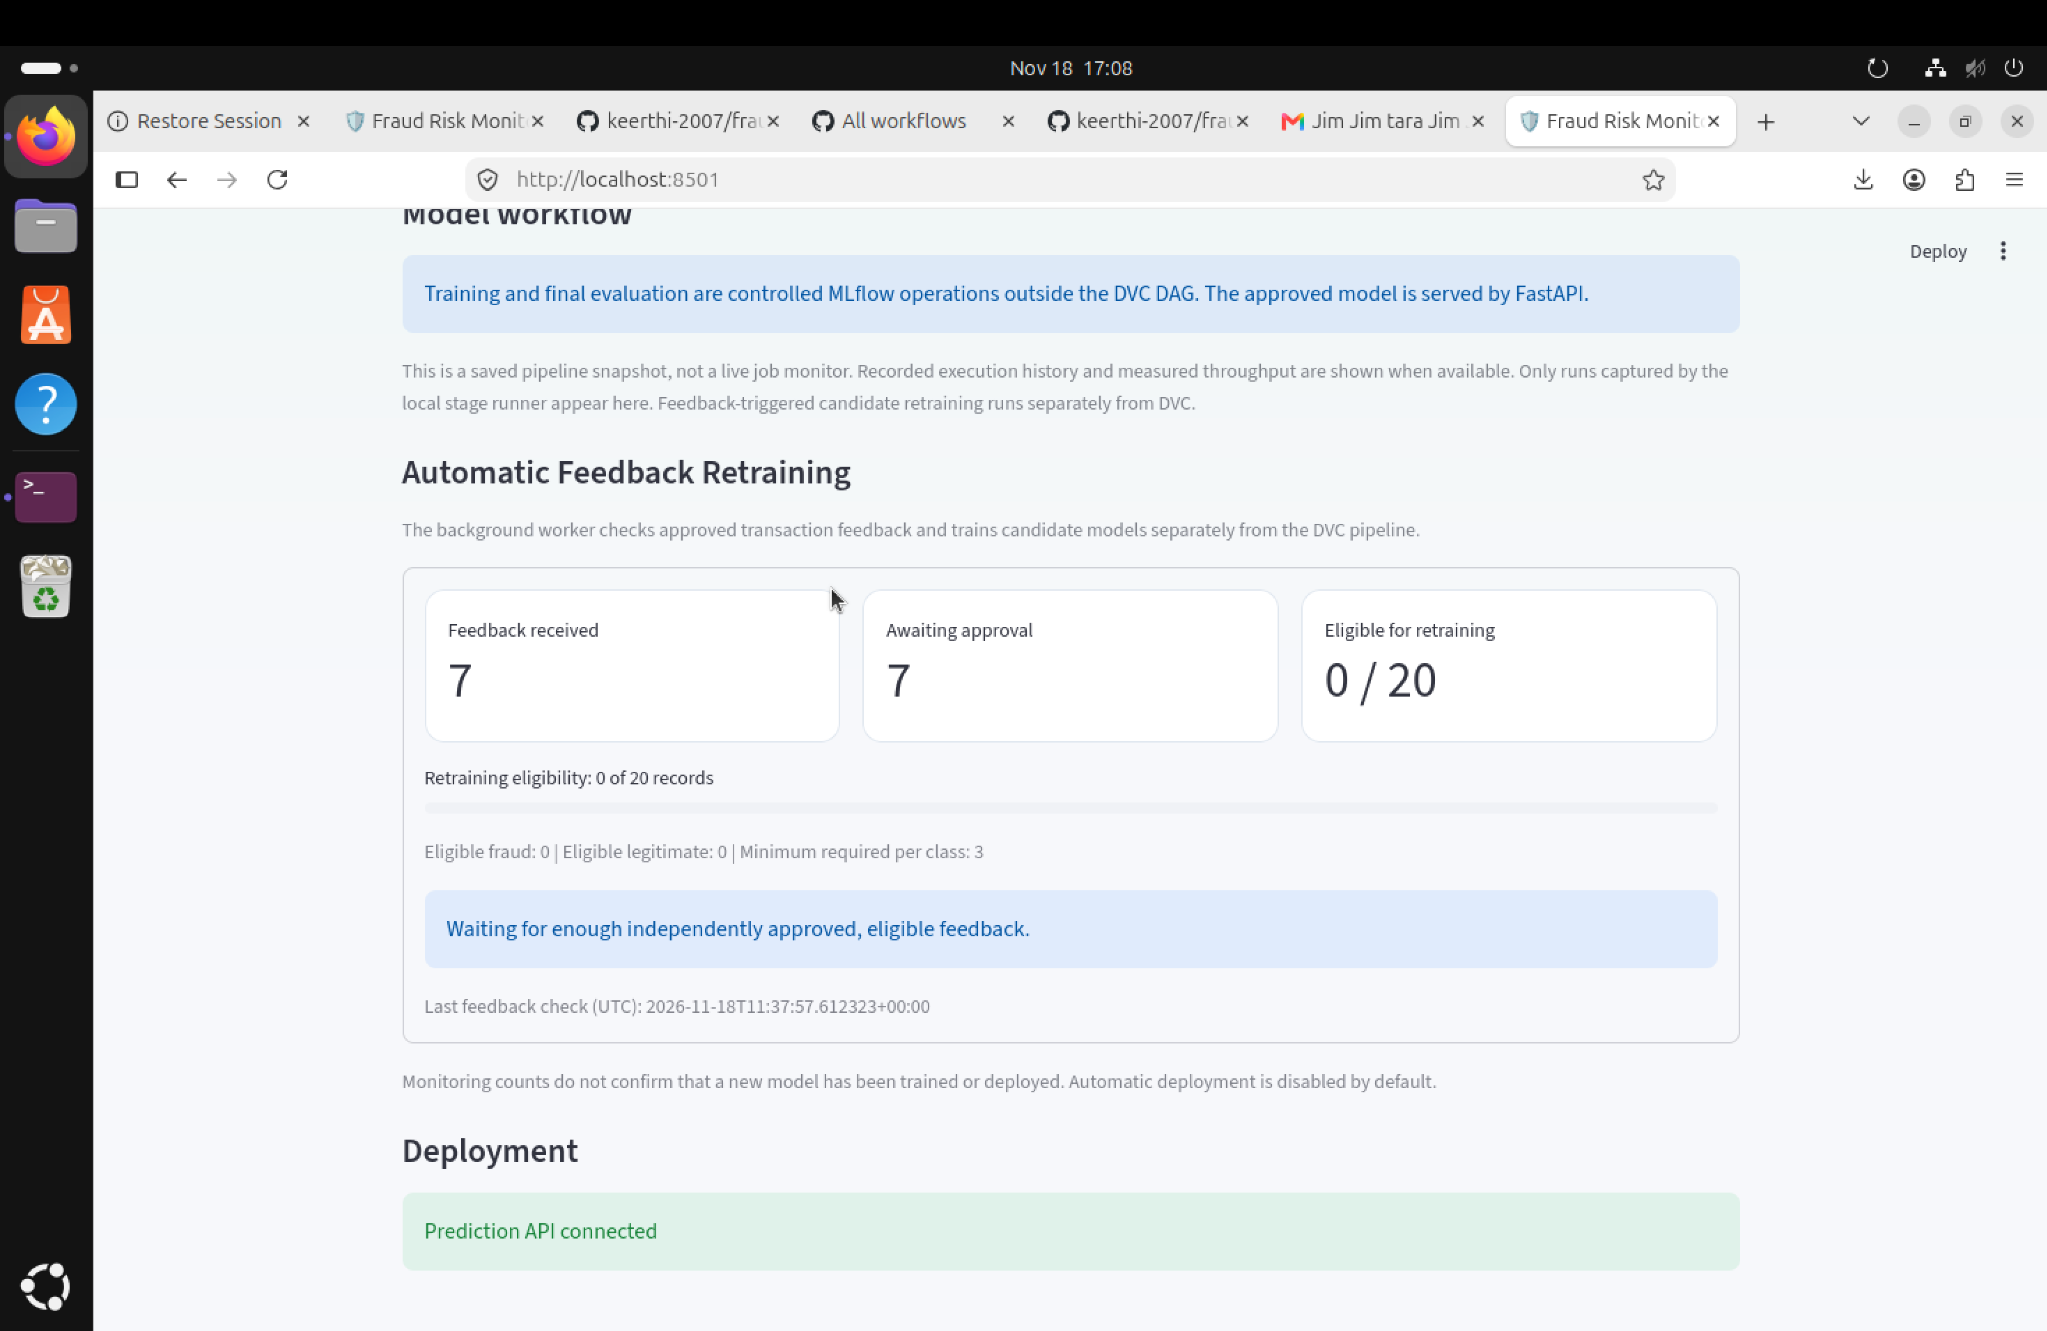 Nov 18 17:08
Restore Session
Fraud Risk Monit
keerthi-2007/frau
All workflows
keerthi-2007/frau
Jim Jim tara Jim
Fraud Risk Monit
http://localhost:8501
Model workflow
Deploy
Training and final evaluation are controlled MLflow operations outside the DVC DAG. The approved model is served by FastAPI.
This is a saved pipeline snapshot, not a live job monitor. Recorded execution history and measured throughput are shown when available. Only runs captured by the
local stage runner appear here. Feedback-triggered candidate retraining runs separately from DVC.
Automatic Feedback Retraining
The background worker checks approved transaction feedback and trains candidate models separately from the DVC pipeline.
Feedback received
7
Awaiting approval
7
Eligible for retraining
0 / 20
Retraining eligibility: 0 of 20 records
Eligible fraud: 0 | Eligible legitimate: 0 | Minimum required per class: 3
Waiting for enough independently approved, eligible feedback.
Last feedback check (UTC): 2026-11-18T11:37:57.612323+00:00
Monitoring counts do not confirm that a new model has been trained or deployed. Automatic deployment is disabled by default.
Deployment
Prediction API connected